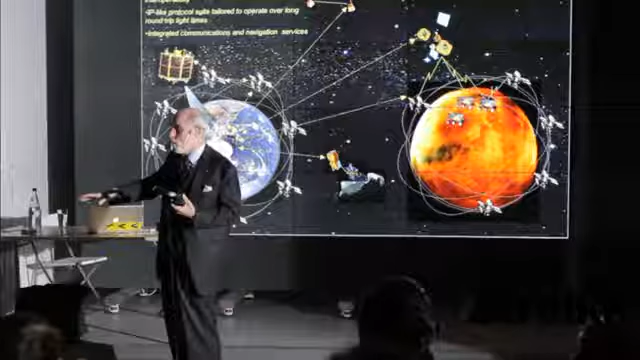 •IP-like protocol suite tailored to operate over long
round trip light times
•Integrated communications and navigation services